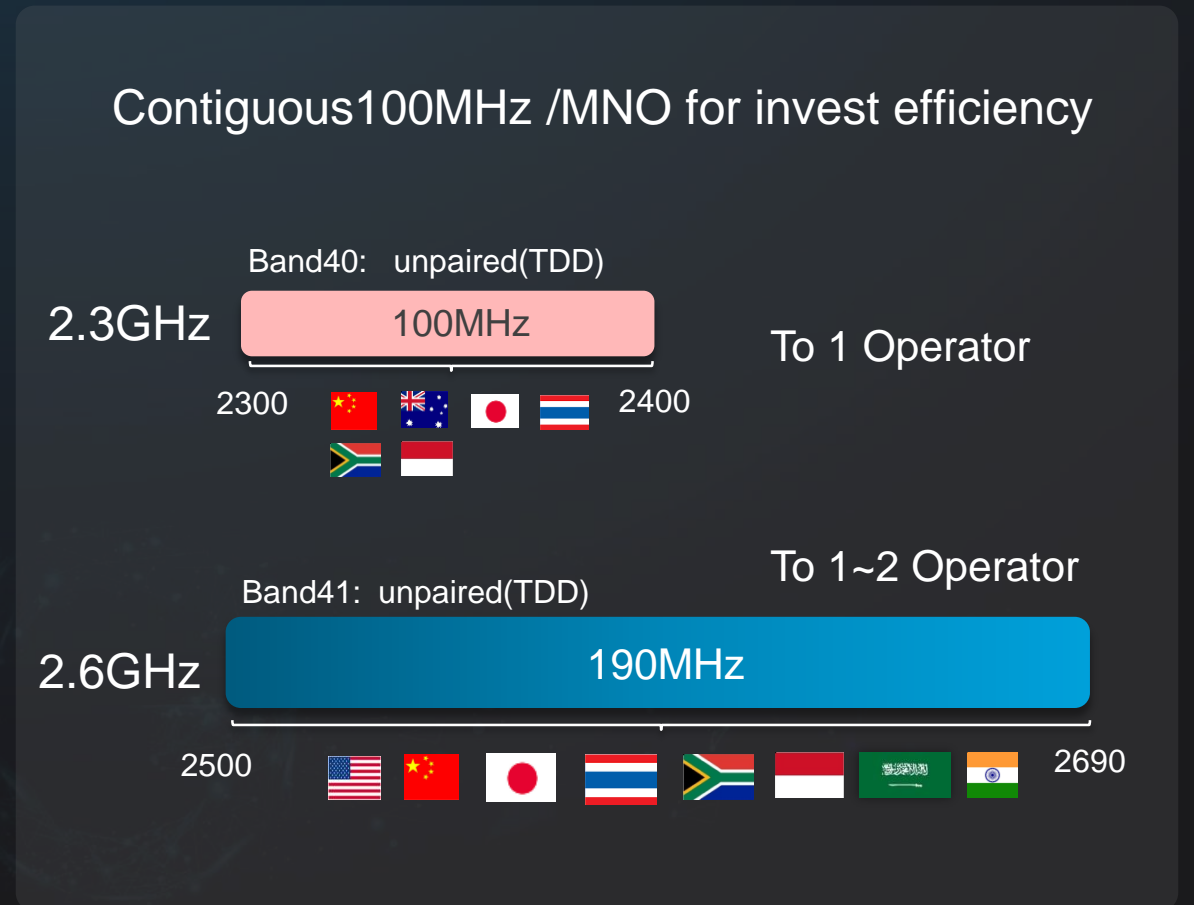 Contiguous100MHz /MNO for invest efficiency
Band40: unpaired(TDD)
2.3GHz
100MHz
To 1 Operator
2300
2400
To 1~2 Operator
Band41: unpaired(TDD)
2.6GHz
190MHz
2500
2690